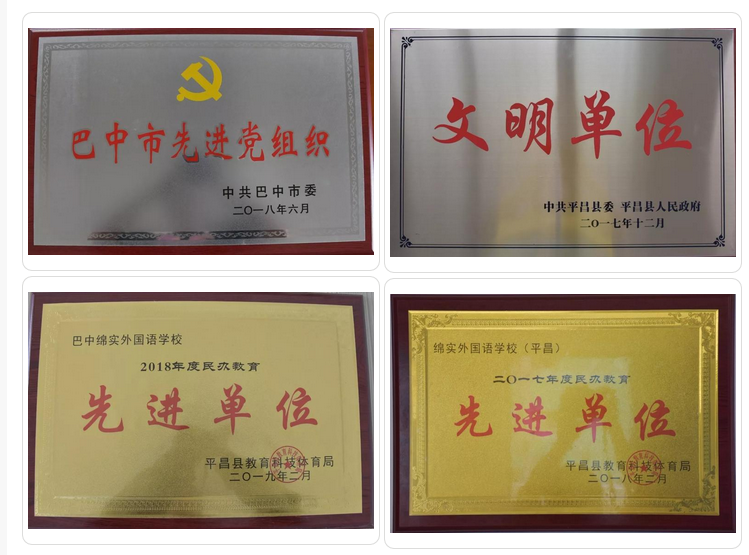 巴中市先进党组织
中共巴中市委
二〇一八年六月
文明单位
中共平昌县委 平昌县人民政府
二〇一七年十二月
巴中绵实外国语学校
2018年度民办教育
先进单位
平昌县教育科技体育局
二〇一九年二月
绵实外国语学校（平昌）
二〇一七年度民办教育
先进单位
平昌县教育科技体育局
二〇一八年二月